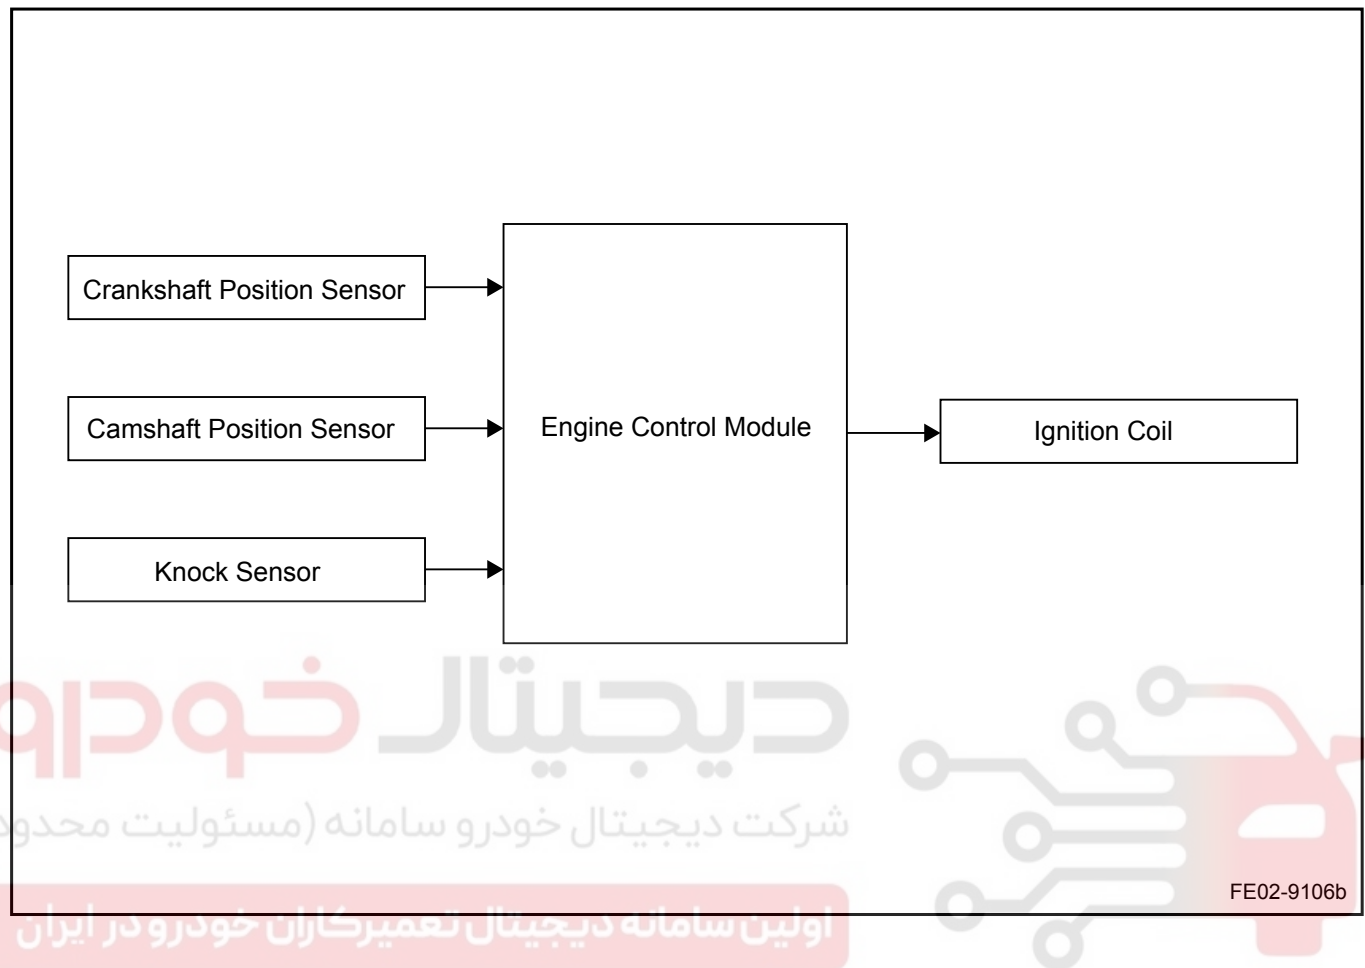 Crankshaft Position Sensor
Camshaft Position Sensor
Engine Control Module
Ignition Coil
Knock Sensor
دیجیتال خودرو
شرکت دیجیتال خودرو سامانه (مسئولیت محدود
FE02-9106b
اولین سامانه دیجیتال تعمیرکاران خودرو در ایران